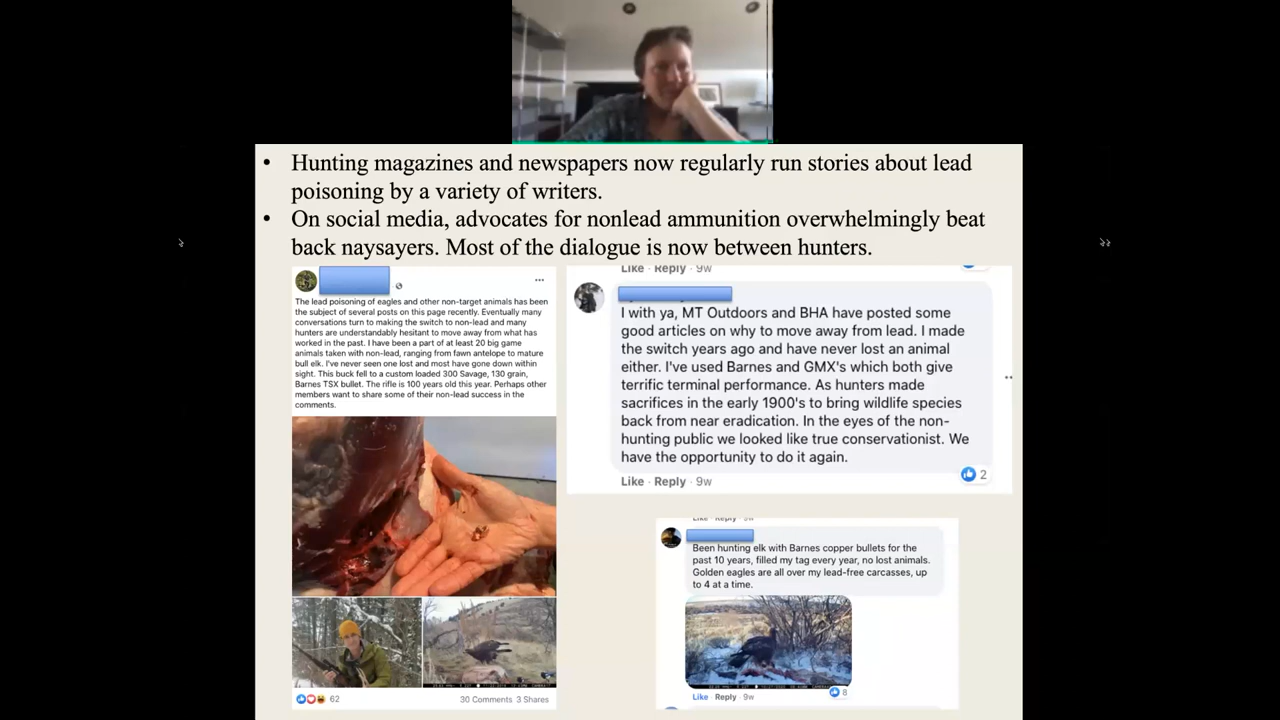 • Hunting magazines and newspapers now regularly run stories about lead
poisoning by a variety of writers.
• On social media, advocates for nonlead ammunition overwhelmingly beat
back naysayers. Most of the dialogue is now between hunters.
The lead poisoning of eagles and other non-target animals has been
the subject of several posts on this page recently. Eventually many
conversations turn to making the switch to non-lead and many
hunters are understandably hesitant to move away from what has
worked in the past. I have been a part of at least 20 big game
animals taken with non-lead, ranging from fawn antelope to mature
bull elk. I've never seen one lost and most have gone down within
sight. This buck fell to a custom loaded 300 Savage, 130 grain,
Barnes TSX bullet. The rifle is 100 years old this year. Perhaps other
members want to share some of their non-lead success in the
comments.
62
30 Comments 3 Shares
Like · Reply · 9w
I with ya, MT Outdoors and BHA have posted some
good articles on why to move away from lead. I made
the switch years ago and have never lost an animal
either. I've used Barnes and GMX's which both give
terrific terminal performance. As hunters made
sacrifices in the early 1900's to bring wildlife species
back from near eradication. In the eyes of the non-
hunting public we looked like true conservationist. We
have the opportunity to do it again.
2
Like · Reply · 9w
Like · Reply ·
Been hunting elk with Barnes copper bullets for the
past 10 years, filled my tag every year, no lost animals.
Golden eagles are all over my lead-free carcasses, up
to 4 at a time.
8
Like · Reply · 9w